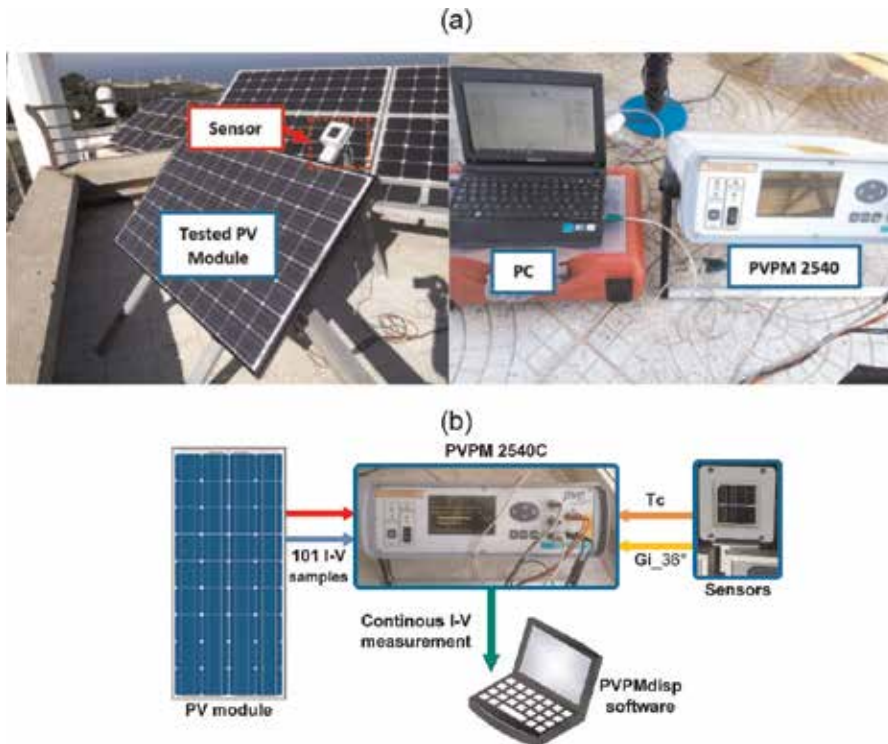 (a)
Sensor
Tested PV
Module
PC
PVPM 2540
(b)
PVPM 2540C
101 I-V
samples
Tc
Gi_36°
Sensors
Continous I-V
measurement
PVPMdisp
software
PV module